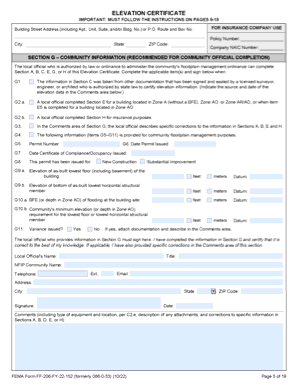 ELEVATION CERTIFICATE
IMPORTANT: MUST FOLLOW THE INSTRUCTIONS ON PAGES 9-19
Building Street Address (including Apt., Unit, Suite, and/or Bldg. No.) or P.O. Route and Box No.:
FOR INSURANCE COMPANY USE
Policy Number:
City: State: ZIP Code:
Company NAIC Number:
SECTION G – COMMUNITY INFORMATION (RECOMMENDED FOR COMMUNITY OFFICIAL COMPLETION)
The local official who is authorized by law or ordinance to administer the community's floodplain management ordinance can complete
Section A, B, C, E, G, or H of this Elevation Certificate. Complete the applicable item(s) and sign below when:
G1. The information in Section C was taken from other documentation that has been signed and sealed by a licensed surveyor,
engineer, or architect who is authorized by state law to certify elevation information. (Indicate the source and date of the
elevation data in the Comments area below.)
G2.a. A local official completed Section E for a building located in Zone A (without a BFE), Zone AO, or Zone AR/AO, or when item
E5 is completed for a building located in Zone AO.
G2.b. A local official completed Section H for insurance purposes.
G3. In the Comments area of Section G, the local official describes specific corrections to the information in Sections A, B, E and H.
G4. The following information (Items G5–G11) is provided for community floodplain management purposes.
G5. Permit Number: G6. Date Permit Issued:
G7. Date Certificate of Compliance/Occupancy Issued:
G8. This permit has been issued for: New Construction Substantial Improvement
G9.a. Elevation of as-built lowest floor (including basement) of the
building: feet meters Datum:
G9.b. Elevation of bottom of as-built lowest horizontal structural
member: feet meters Datum:
G10.a. BFE (or depth in Zone AO) of flooding at the building site: feet meters Datum:
G10.b. Community's minimum elevation (or depth in Zone AO)
requirement for the lowest floor or lowest horizontal structural
member: feet meters Datum:
G11. Variance issued? Yes No If yes, attach documentation and describe in the Comments area.
The local official who provides information in Section G must sign here. I have completed the information in Section G and certify that it is
correct to the best of my knowledge. If applicable, I have also provided specific corrections in the Comments area of this section.
Local Official's Name: Title:
NFIP Community Name:
Telephone: Ext.: Email:
Address:
City: State: ZIP Code:
Signature: Date:
Comments (including type of equipment and location, per C2.e; description of any attachments; and corrections to specific information in
Sections A, B, D, E, or H):
FEMA Form FF-206-FY-22-152 (formerly 086-0-33) (10/22) Page 5 of 19